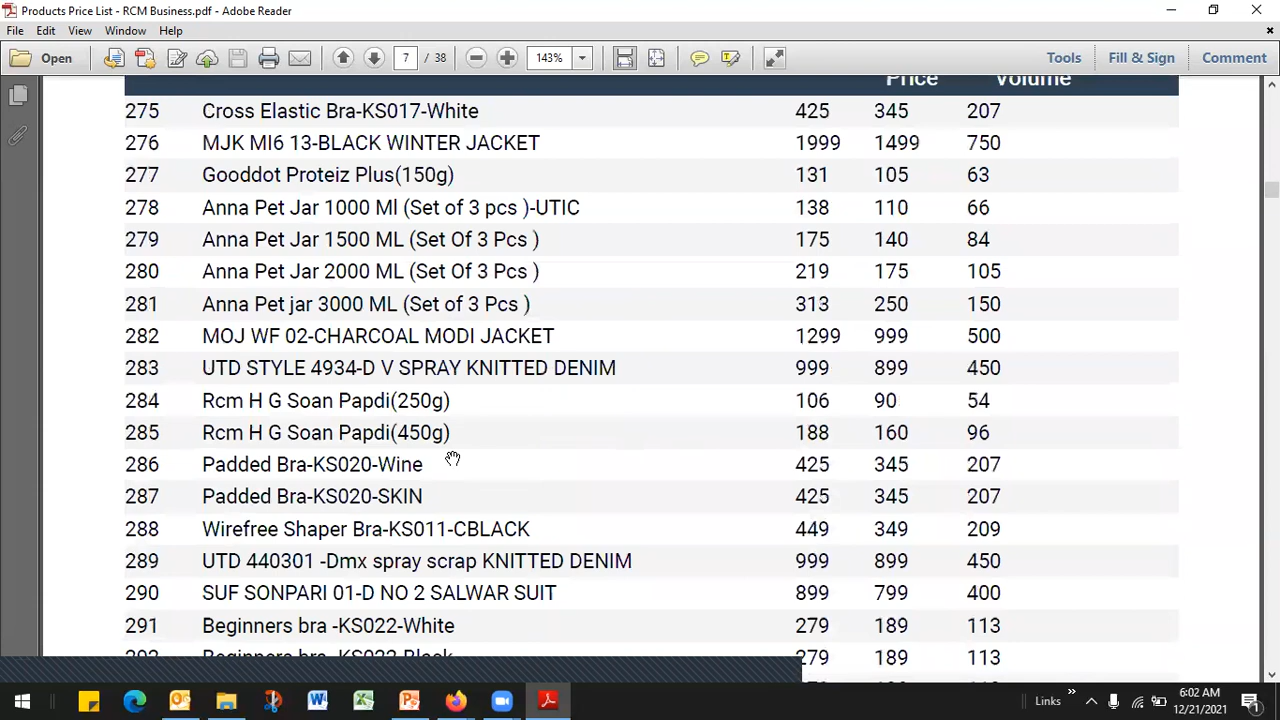 Products Price List - RCM Business.pdf - Adobe Reader
File Edit View Window Help
Open 7 / 38 143% Tools Fill & Sign Comment
Price Volume
275 Cross Elastic Bra-KS017-White 425 345 207
276 MJK MI6 13-BLACK WINTER JACKET 1999 1499 750
277 Gooddot Proteiz Plus(150g) 131 105 63
278 Anna Pet Jar 1000 Ml (Set of 3 pcs )-UTIC 138 110 66
279 Anna Pet Jar 1500 ML (Set Of 3 Pcs ) 175 140 84
280 Anna Pet Jar 2000 ML (Set Of 3 Pcs ) 219 175 105
281 Anna Pet jar 3000 ML (Set of 3 Pcs ) 313 250 150
282 MOJ WF 02-CHARCOAL MODI JACKET 1299 999 500
283 UTD STYLE 4934-D V SPRAY KNITTED DENIM 999 899 450
284 Rcm H G Soan Papdi(250g) 106 90 54
285 Rcm H G Soan Papdi(450g) 188 160 96
286 Padded Bra-KS020-Wine 425 345 207
287 Padded Bra-KS020-SKIN 425 345 207
288 Wirefree Shaper Bra-KS011-CBLACK 449 349 209
289 UTD 440301 -Dmx spray scrap KNITTED DENIM 999 899 450
290 SUF SONPARI 01-D NO 2 SALWAR SUIT 899 799 400
291 Beginners bra -KS022-White 279 189 113
292 Beginners bra -KS022-Black 279 189 113
Links 6:02 AM
12/21/2021